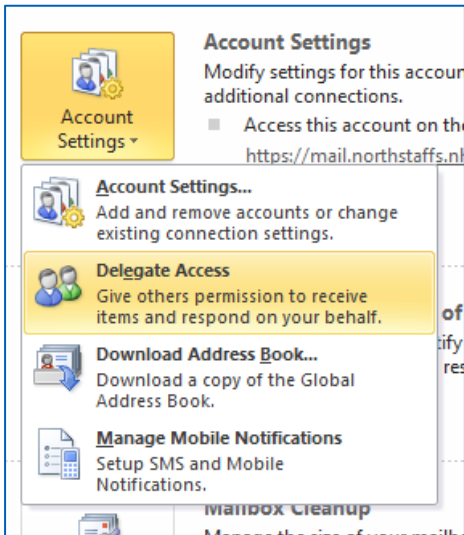 Account Settings
Modify settings for this accoun
additional connections.
Access this account on the
https://mail.northstaffs.nh
Account
Settings
Account Settings...
Add and remove accounts or change
existing connection settings.
Delegate Access
Give others permission to receive
items and respond on your behalf.
of
tify
res
Download Address Book...
Download a copy of the Global
Address Book.
Manage Mobile Notifications
Setup SMS and Mobile
Notifications.
Mailbox Cleanup